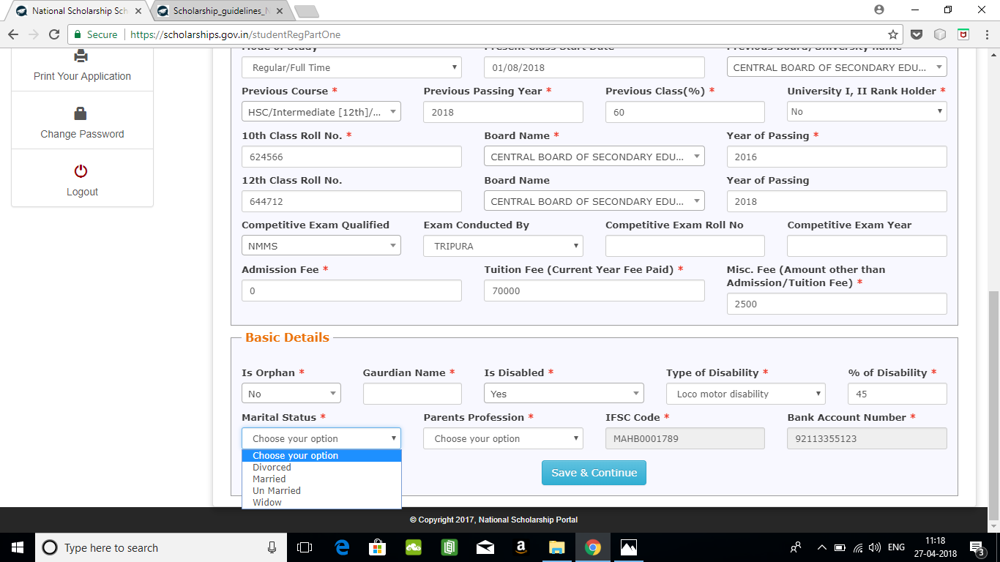 National Scholarship Sch
Scholarship_guidelines_N
Secure
https://scholarships.gov.in/studentRegPartOne
Mode of Study
Present Class Start Date
Previous Board/University name
Regular/Full Time
01/08/2018
CENTRAL BOARD OF SECONDARY EDU...
Print Your Application
Change Password
Logout
Previous Course *
Previous Passing Year *
Previous Class(%) *
University I, II Rank Holder *
HSC/Intermediate [12th]/...
2018
60
No
10th Class Roll No. *
Board Name *
Year of Passing *
624566
CENTRAL BOARD OF SECONDARY EDU...
2016
12th Class Roll No.
Board Name
Year of Passing
644712
CENTRAL BOARD OF SECONDARY EDU...
2018
Competitive Exam Qualified
Exam Conducted By
Competitive Exam Roll No
Competitive Exam Year
NMMS
TRIPURA
Admission Fee *
Tuition Fee (Current Year Fee Paid) *
Misc. Fee (Amount other than
Admission/Tuition Fee) *
0
70000
2500
Basic Details
Is Orphan *
Gaurdian Name *
Is Disabled *
Type of Disability *
% of Disability *
No
Yes
Loco motor disability
45
Marital Status *
Parents Profession *
IFSC Code *
Bank Account Number *
Choose your option
Choose your option
MAHB0001789
92113355123
Choose your option
Divorced
Married
Un Married
Widow
Save & Continue
© Copyright 2017, National Scholarship Portal
Type here to search
ENG
11:18
27-04-2018
3